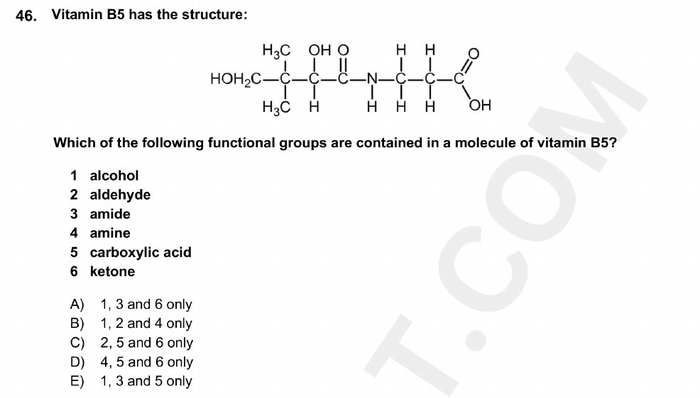 46. Vitamin B5 has the structure:
H₃C OH O H H O
HOH₂C—C—C—C—N—C—C—C
H₃C H H H H OH
Which of the following functional groups are contained in a molecule of vitamin B5?
1 alcohol
2 aldehyde
3 amide
4 amine
5 carboxylic acid
6 ketone
A) 1, 3 and 6 only
B) 1, 2 and 4 only
C) 2, 5 and 6 only
D) 4, 5 and 6 only
E) 1, 3 and 5 only
T.COM